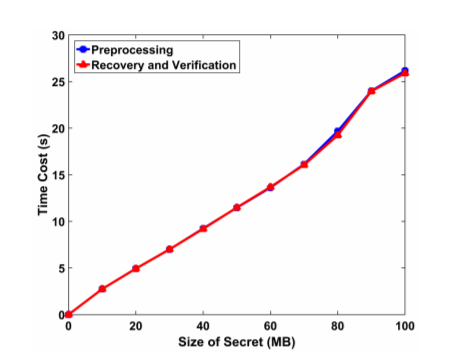 30
25
20
15
10
5
0
Time Cost (s)
Preprocessing
Recovery and Verification
0 20 40 60 80 100
Size of Secret (MB)